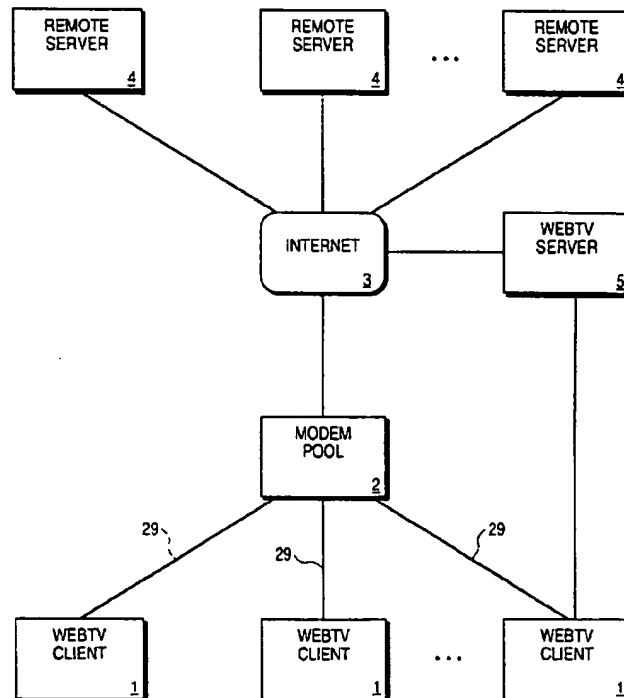 REMOTE
SERVER
4
REMOTE
SERVER
4
...
REMOTE
SERVER
4
INTERNET
3
WEBTV
SERVER
5
MODEM
POOL
2
29
29
29
WEBTV
CLIENT
1
WEBTV
CLIENT
1
...
WEBTV
CLIENT
1